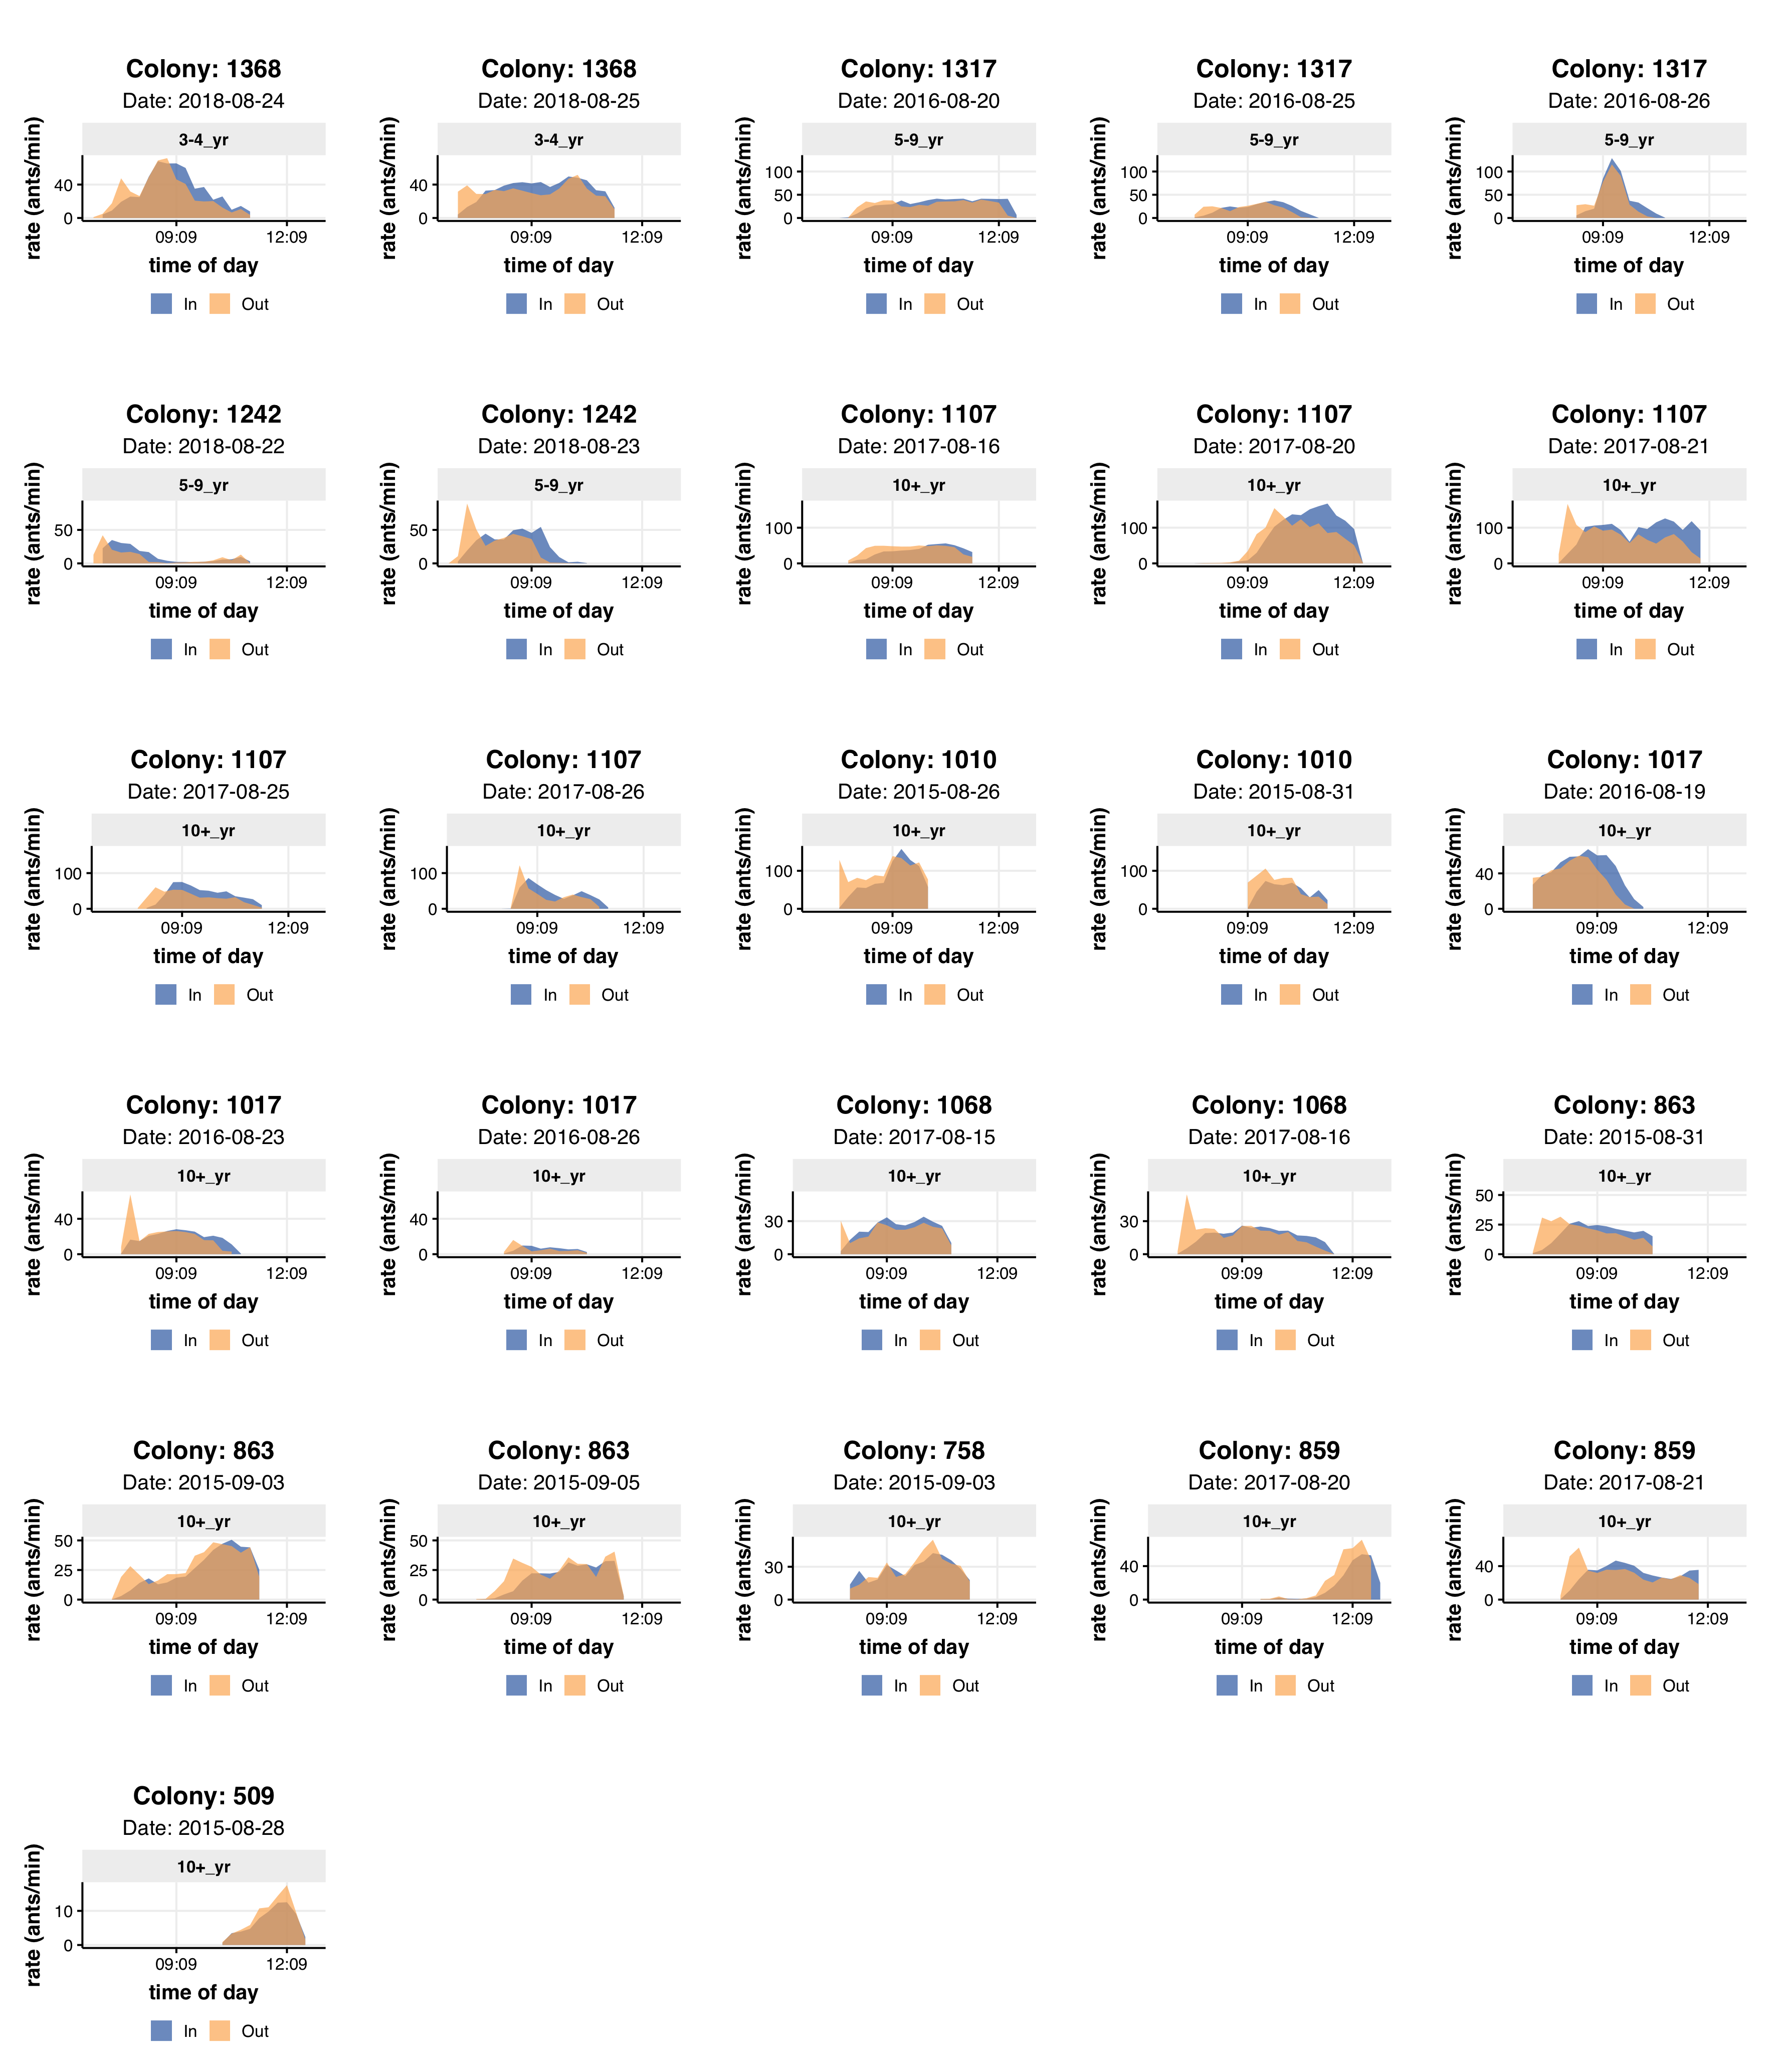 Colony: 1368
Date: 2018-08-24
3-4_yr
rate (ants/min)
40
0
09:09 12:09
time of day
In Out
Colony: 1368
Date: 2018-08-25
3-4_yr
rate (ants/min)
40
0
09:09 12:09
time of day
In Out
Colony: 1317
Date: 2016-08-20
5-9_yr
rate (ants/min)
100
50
0
09:09 12:09
time of day
In Out
Colony: 1317
Date: 2016-08-25
5-9_yr
rate (ants/min)
100
50
0
09:09 12:09
time of day
In Out
Colony: 1317
Date: 2016-08-26
5-9_yr
rate (ants/min)
100
50
0
09:09 12:09
time of day
In Out
Colony: 1242
Date: 2018-08-22
5-9_yr
rate (ants/min)
50
0
09:09 12:09
time of day
In Out
Colony: 1242
Date: 2018-08-23
5-9_yr
rate (ants/min)
50
0
09:09 12:09
time of day
In Out
Colony: 1107
Date: 2017-08-16
10+_yr
rate (ants/min)
100
0
09:09 12:09
time of day
In Out
Colony: 1107
Date: 2017-08-20
10+_yr
rate (ants/min)
100
0
09:09 12:09
time of day
In Out
Colony: 1107
Date: 2017-08-21
10+_yr
rate (ants/min)
100
0
09:09 12:09
time of day
In Out
Colony: 1107
Date: 2017-08-25
10+_yr
rate (ants/min)
100
0
09:09 12:09
time of day
In Out
Colony: 1107
Date: 2017-08-26
10+_yr
rate (ants/min)
100
0
09:09 12:09
time of day
In Out
Colony: 1010
Date: 2015-08-26
10+_yr
rate (ants/min)
100
0
09:09 12:09
time of day
In Out
Colony: 1010
Date: 2015-08-31
10+_yr
rate (ants/min)
100
0
09:09 12:09
time of day
In Out
Colony: 1017
Date: 2016-08-19
10+_yr
rate (ants/min)
40
0
09:09 12:09
time of day
In Out
Colony: 1017
Date: 2016-08-23
10+_yr
rate (ants/min)
40
0
09:09 12:09
time of day
In Out
Colony: 1017
Date: 2016-08-26
10+_yr
rate (ants/min)
40
0
09:09 12:09
time of day
In Out
Colony: 1068
Date: 2017-08-15
10+_yr
rate (ants/min)
30
0
09:09 12:09
time of day
In Out
Colony: 1068
Date: 2017-08-16
10+_yr
rate (ants/min)
30
0
09:09 12:09
time of day
In Out
Colony: 863
Date: 2015-08-31
10+_yr
rate (ants/min)
50
25
0
09:09 12:09
time of day
In Out
Colony: 863
Date: 2015-09-03
10+_yr
rate (ants/min)
50
25
0
09:09 12:09
time of day
In Out
Colony: 863
Date: 2015-09-05
10+_yr
rate (ants/min)
50
25
0
09:09 12:09
time of day
In Out
Colony: 758
Date: 2015-09-03
10+_yr
rate (ants/min)
30
0
09:09 12:09
time of day
In Out
Colony: 859
Date: 2017-08-20
10+_yr
rate (ants/min)
40
0
09:09 12:09
time of day
In Out
Colony: 859
Date: 2017-08-21
10+_yr
rate (ants/min)
40
0
09:09 12:09
time of day
In Out
Colony: 509
Date: 2015-08-28
10+_yr
rate (ants/min)
10
0
09:09 12:09
time of day
In Out